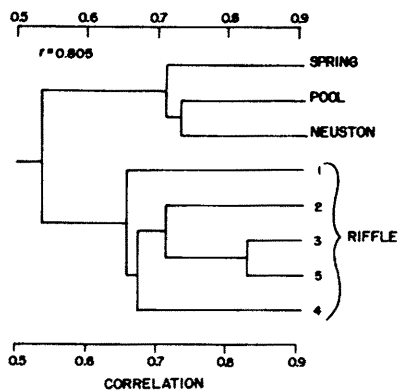 0.5 0.6 0.7 0.8 0.9
r = 0.805
SPRING
POOL
NEUSTON
1
2
3
RIFFLE
5
4
0.5 0.6 0.7 0.8 0.9
CORRELATION